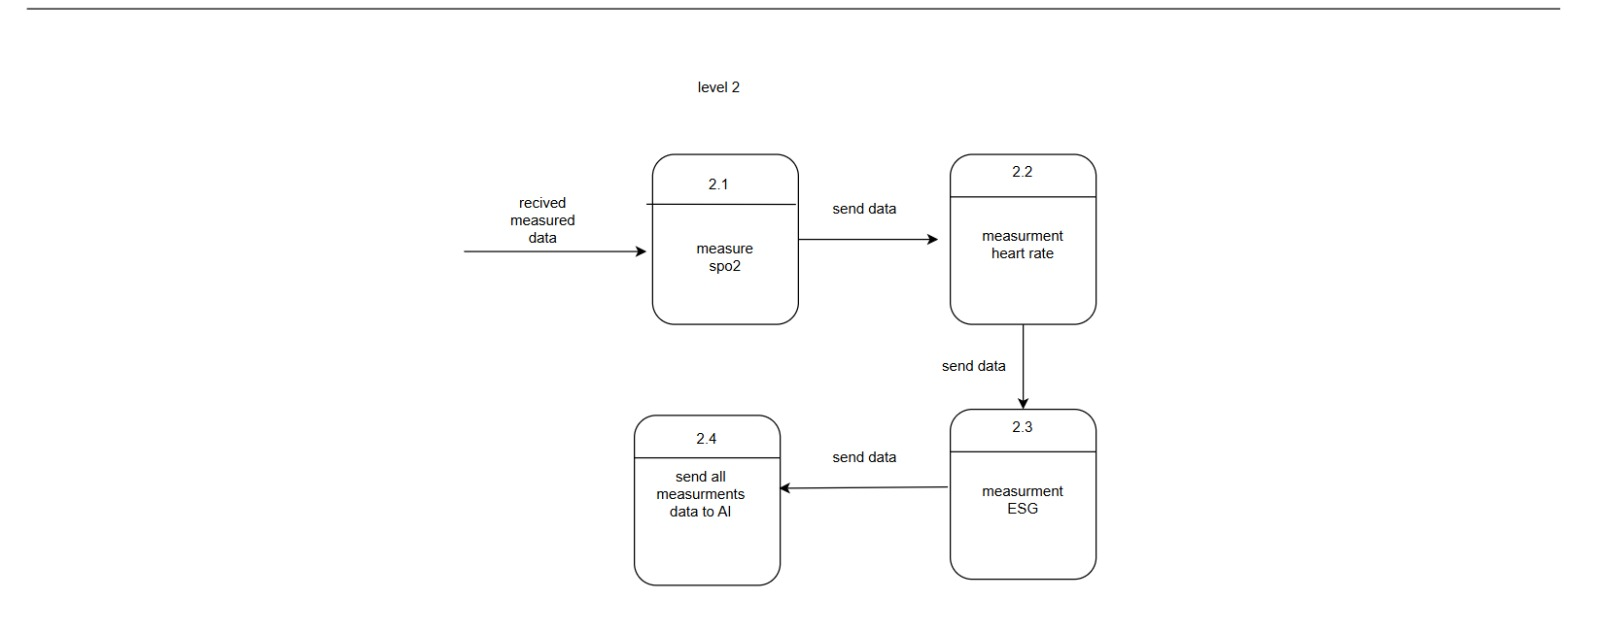 level 2
2.1
2.2
recived
measured
data
send data
measure
spo2
measurment
heart rate
send data
2.3
2.4
send data
send all
measurments
data to AI
measurment
ESG